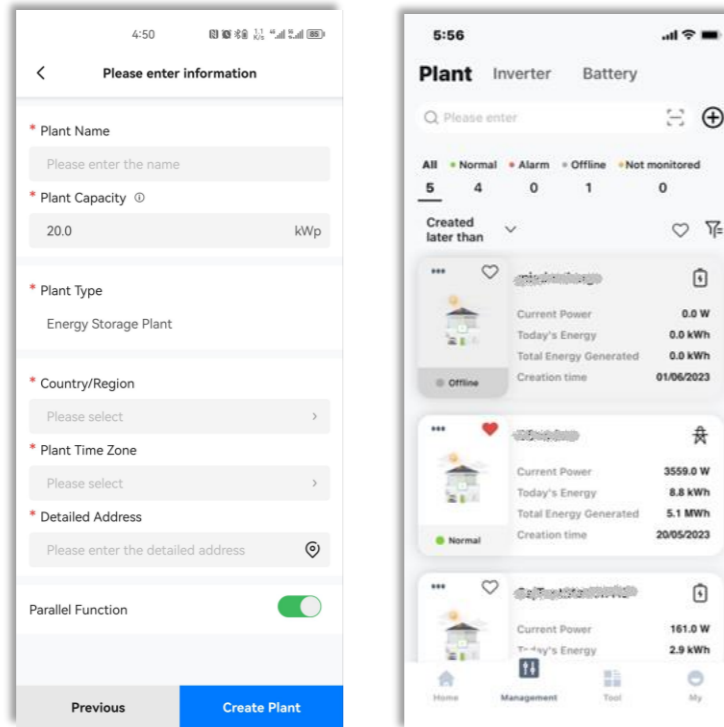 4:50
Please enter information
* Plant Name
Please enter the name
* Plant Capacity
20.0 kWp
* Plant Type
Energy Storage Plant
* Country/Region
Please select
* Plant Time Zone
Please select
* Detailed Address
Please enter the detailed address
Parallel Function
Previous Create Plant
5:56
Plant Inverter Battery
Please enter
All Normal Alarm Offline Not monitored
5 4 0 1 0
Created
later than
Current Power 0.0 W
Today's Energy 0.0 kWh
Total Energy Generated 0.0 kWh
Offline Creation time 01/06/2023
Current Power 3559.0 W
Today's Energy 8.8 kWh
Total Energy Generated 5.1 MWh
Normal Creation time 20/05/2023
Current Power 161.0 W
Today's Energy 2.9 kWh
Home Management Tool My